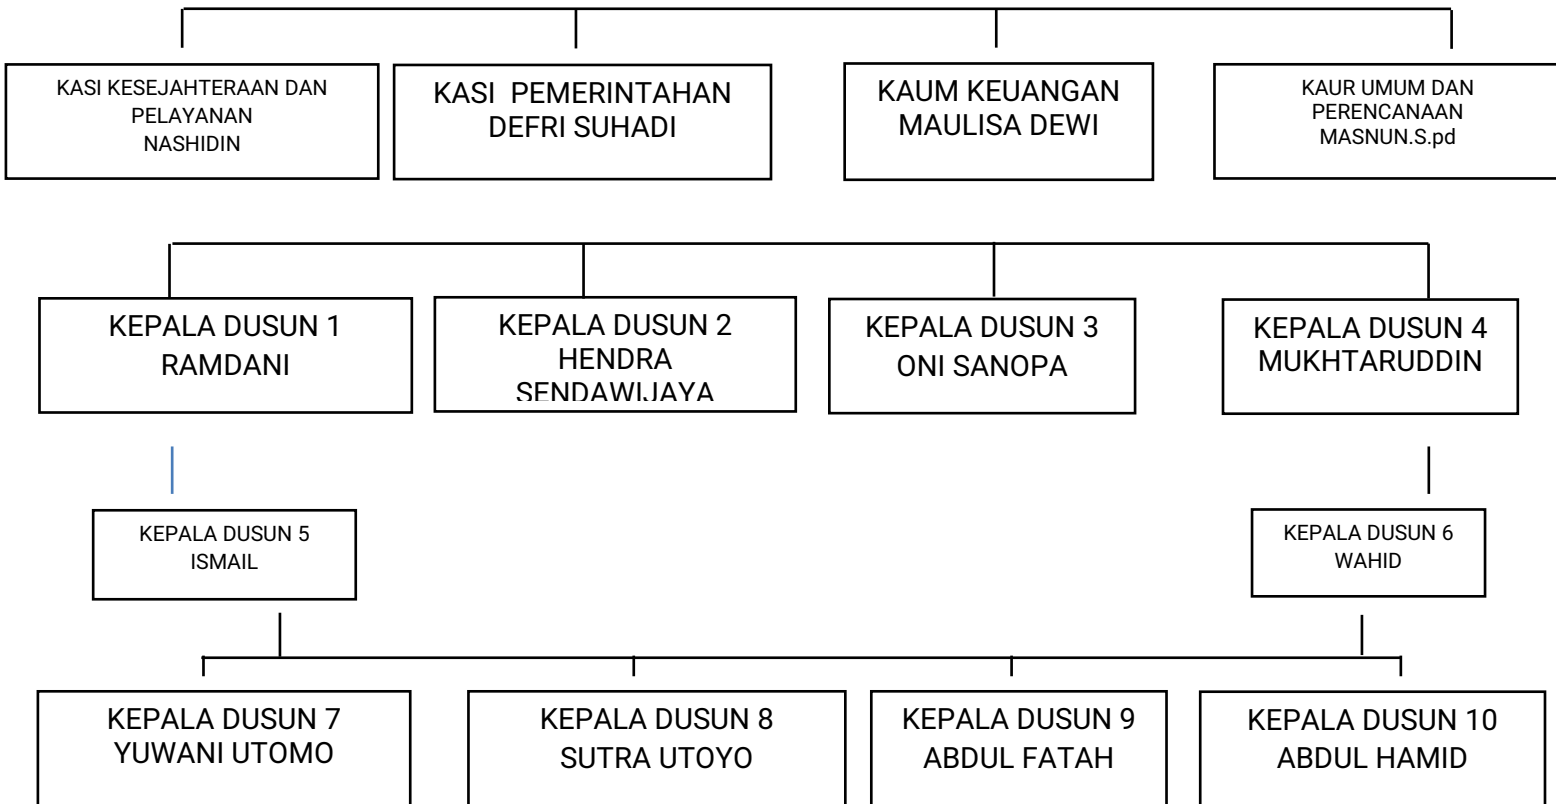 KASI KESEJAHTERAAN DAN
PELAYANAN
NASHIDIN
KASI PEMERINTAHAN
DEFRI SUHADI
KAUM KEUANGAN
MAULISA DEWI
KAUR UMUM DAN
PERENCANAAN
MASNUN.S.pd
KEPALA DUSUN 1
RAMDANI
KEPALA DUSUN 2
HENDRA
SENDAWIJAYA
KEPALA DUSUN 3
ONI SANOPA
KEPALA DUSUN 4
MUKHTARUDDIN
KEPALA DUSUN 5
ISMAIL
KEPALA DUSUN 6
WAHID
KEPALA DUSUN 7
YUWANI UTOMO
KEPALA DUSUN 8
SUTRA UTOYO
KEPALA DUSUN 9
ABDUL FATAH
KEPALA DUSUN 10
ABDUL HAMID